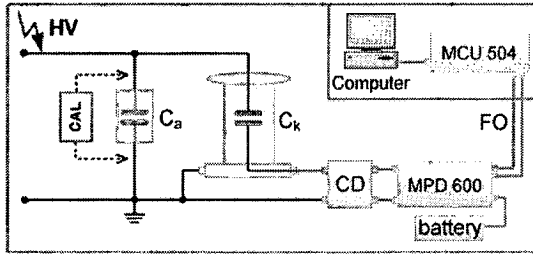 HV
MCU 504
Computer
CAL
Ca
Ck
FO
CD
MPD 600
battery